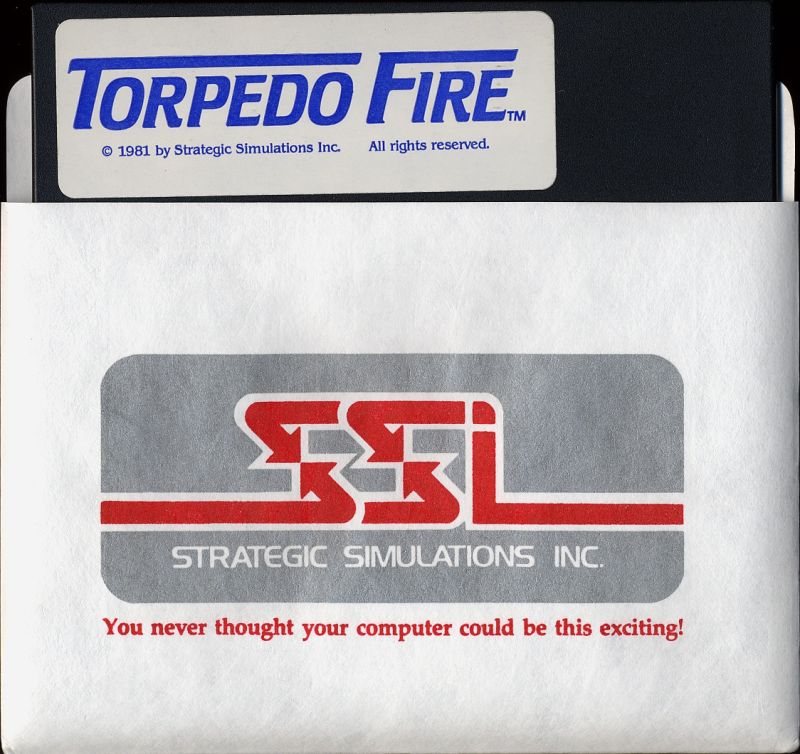 TORPEDO FIRE™
© 1981 by Strategic Simulations Inc. All rights reserved.
SSI
STRATEGIC SIMULATIONS INC.
You never thought your computer could be this exciting!